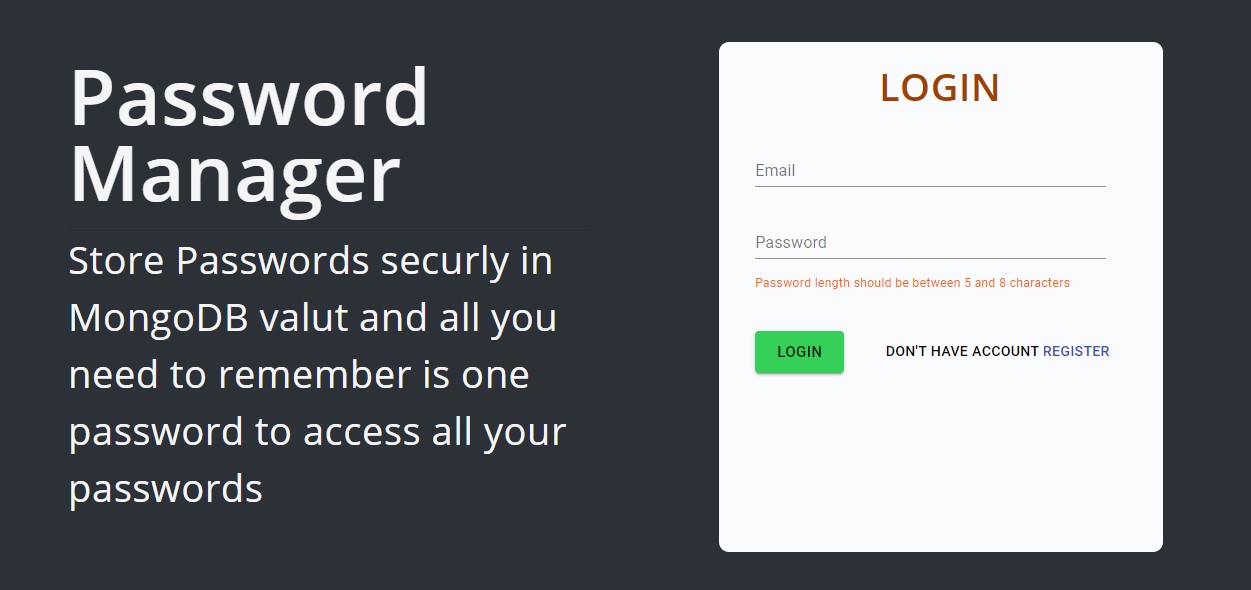 Password
Manager
Store Passwords securly in
MongoDB valut and all you
need to remember is one
password to access all your
passwords
LOGIN
Email
Password
Password length should be between 5 and 8 characters
LOGIN
DON'T HAVE ACCOUNT REGISTER